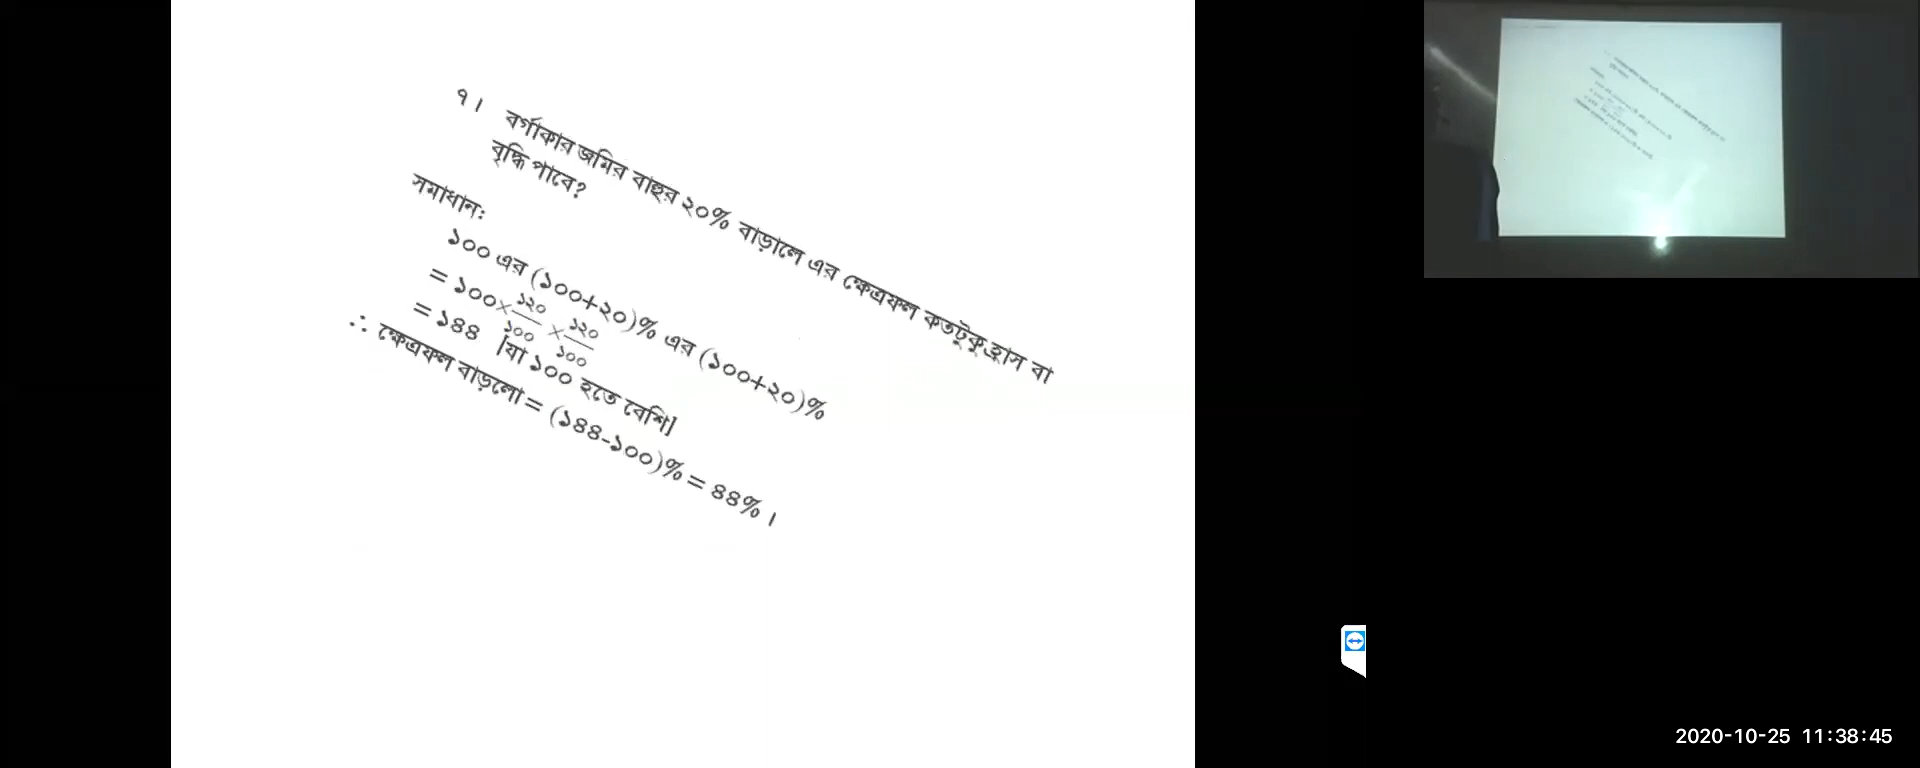 ৭। বর্গাকার জমির বাহুর ২০% বাড়ালে এর ক্ষেত্রফল কতটুকু হ্রাস বা
বৃদ্ধি পাবে?
সমাধান:
১০০ এর (১০০+২০)% এর (১০০+২০)%
= ১০০×১২০/১০০ ×১২০/১০০
= ১৪৪ [যা ১০০ হতে বেশি]
∴ ক্ষেত্রফল বাড়লো = (১৪৪-১০০)% = ৪৪%।
2020-10-25 11:38:45